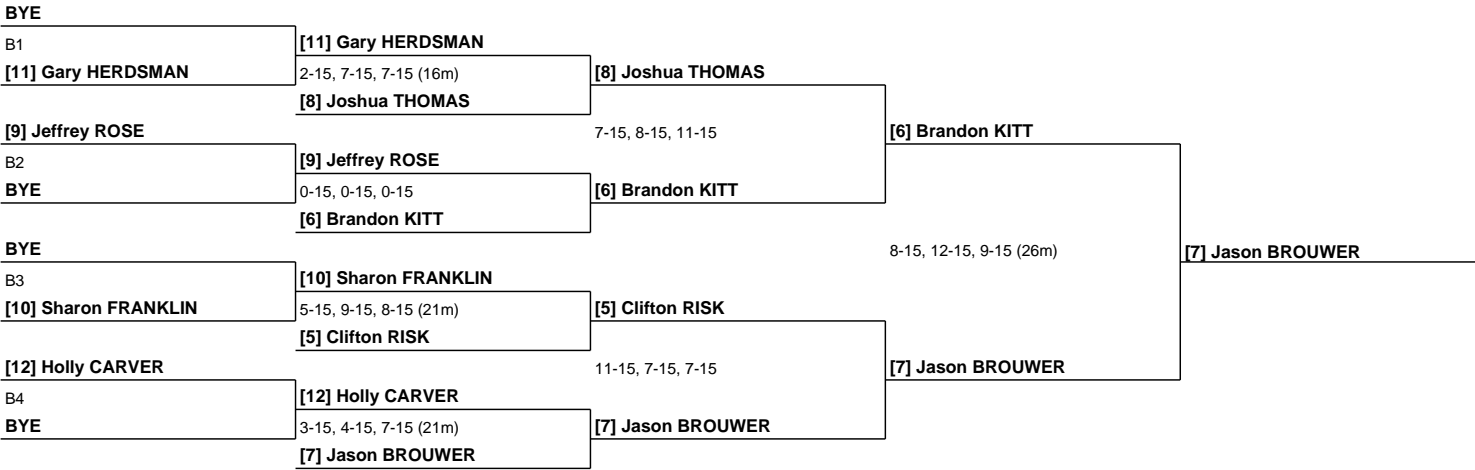 BYE
B1
[11] Gary HERDSMAN
[11] Gary HERDSMAN
2-15, 7-15, 7-15 (16m)
[8] Joshua THOMAS
[8] Joshua THOMAS
[9] Jeffrey ROSE
7-15, 8-15, 11-15
[6] Brandon KITT
B2
[9] Jeffrey ROSE
BYE
0-15, 0-15, 0-15
[6] Brandon KITT
[6] Brandon KITT
BYE
8-15, 12-15, 9-15 (26m)
[7] Jason BROUWER
B3
[10] Sharon FRANKLIN
[10] Sharon FRANKLIN
5-15, 9-15, 8-15 (21m)
[5] Clifton RISK
[5] Clifton RISK
[12] Holly CARVER
11-15, 7-15, 7-15
[7] Jason BROUWER
B4
[12] Holly CARVER
BYE
3-15, 4-15, 7-15 (21m)
[7] Jason BROUWER
[7] Jason BROUWER